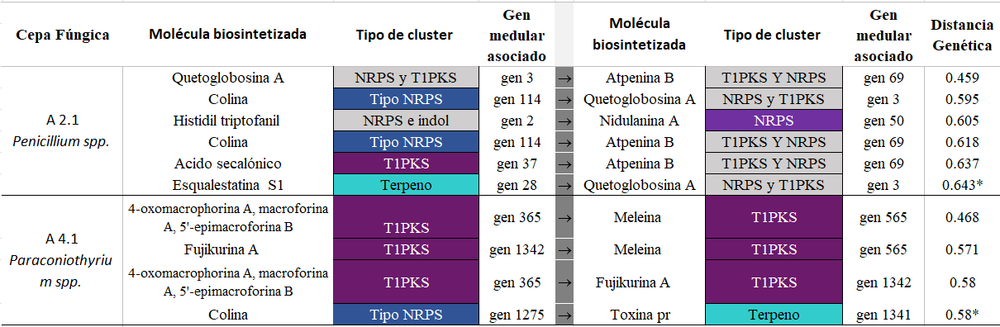 Cepa Fúngica Molécula biosintetizada Tipo de cluster Gen medular asociado Molécula biosintetizada Tipo de cluster Gen medular asociado Distancia Genética
A 2.1
Penicillium spp.
Quetoglobosina A NRPS y T1PKS gen 3 → Atpenina B T1PKS Y NRPS gen 69 0.459
Colina Tipo NRPS gen 114 → Quetoglobosina A NRPS y T1PKS gen 3 0.595
Histidil triptofanil NRPS e indol gen 2 → Nidulanina A NRPS gen 50 0.605
Colina Tipo NRPS gen 114 → Atpenina B T1PKS Y NRPS gen 69 0.618
Acido secalónico T1PKS gen 37 → Atpenina B T1PKS Y NRPS gen 69 0.637
Esqualestatina S1 Terpeno gen 28 → Quetoglobosina A NRPS y T1PKS gen 3 0.643*
A 4.1
Paraconiothyriu
m spp.
4-oxomacrophorina A, macroforina
A, 5'-epimacroforina B T1PKS gen 365 → Meleina T1PKS gen 565 0.468
Fujikurina A T1PKS gen 1342 → Meleina T1PKS gen 565 0.571
4-oxomacrophorina A, macroforina
A, 5'-epimacroforina B T1PKS gen 365 → Fujikurina A T1PKS gen 1342 0.58
Colina Tipo NRPS gen 1275 → Toxina pr Terpeno gen 1341 0.58*